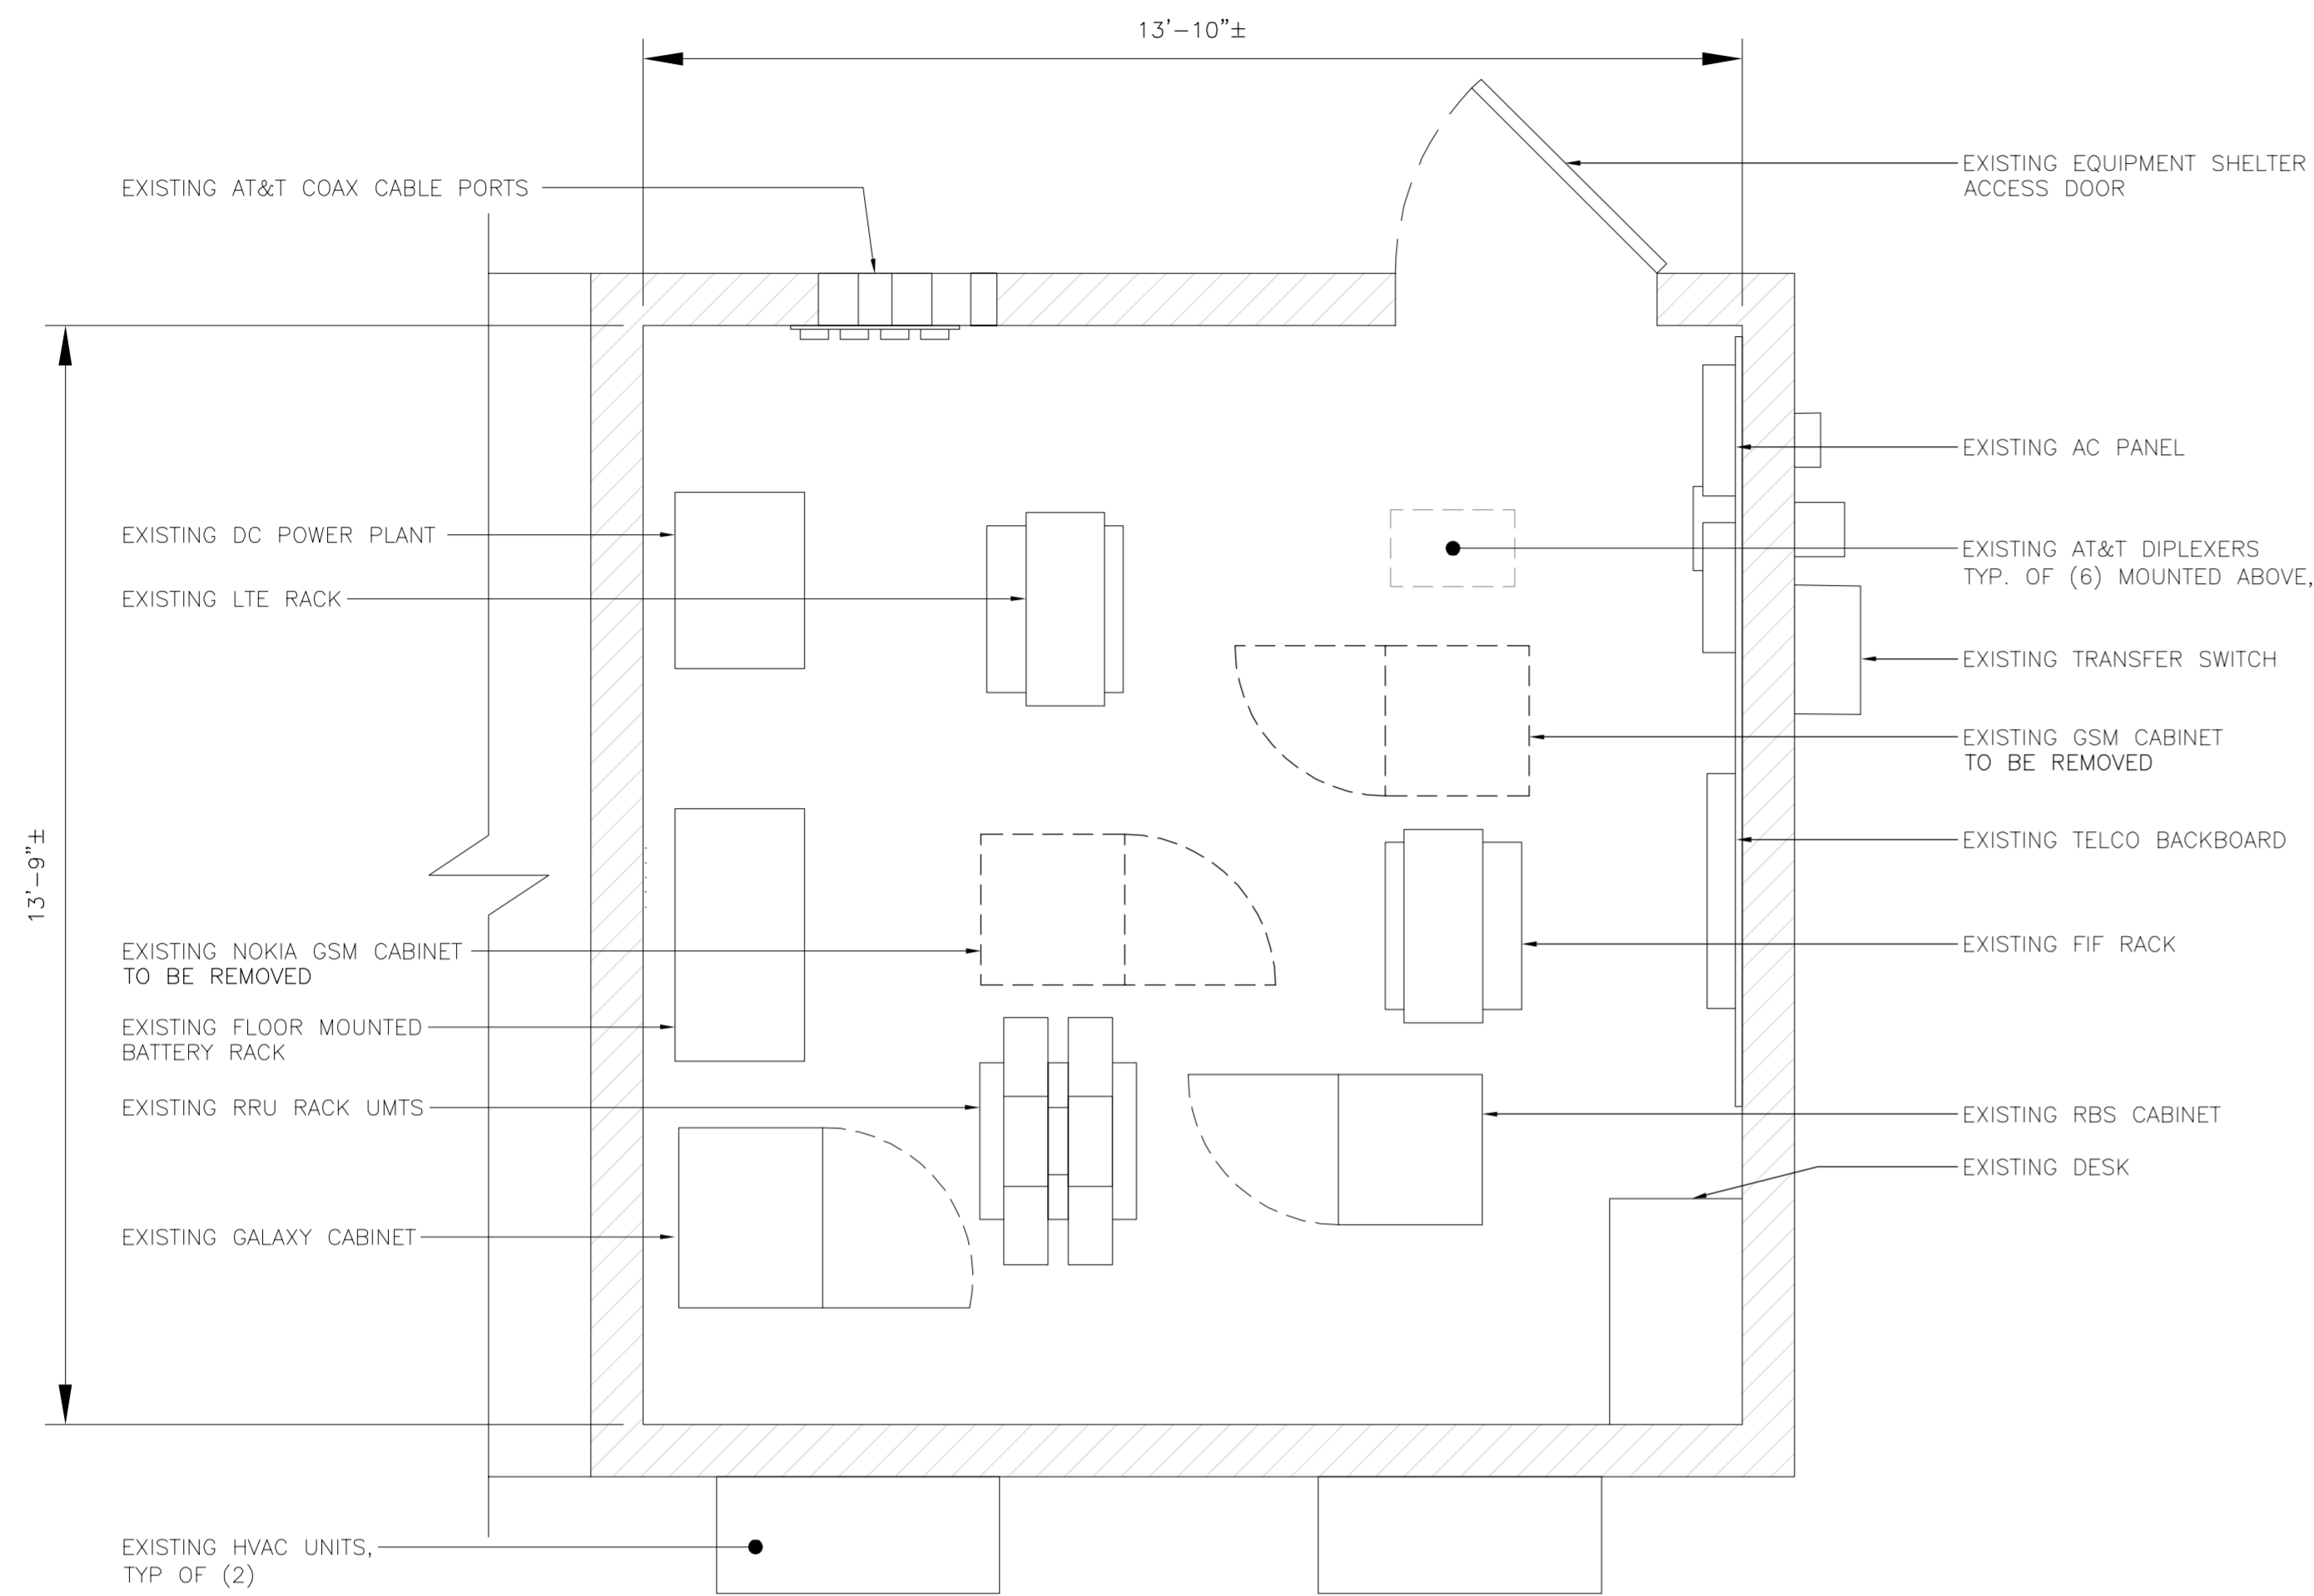 13'-10"±
EXISTING AT&T COAX CABLE PORTS
EXISTING DC POWER PLANT
EXISTING LTE RACK
13'-9"±
EXISTING NOKIA GSM CABINET
TO BE REMOVED
EXISTING FLOOR MOUNTED
BATTERY RACK
EXISTING RRU RACK UMTS
EXISTING GALAXY CABINET
EXISTING HVAC UNITS,
TYP OF (2)
EXISTING EQUIPMENT SHELTER
ACCESS DOOR
EXISTING AC PANEL
EXISTING AT&T DIPLEXERS
TYP. OF (6) MOUNTED ABOVE,
EXISTING TRANSFER SWITCH
EXISTING GSM CABINET
TO BE REMOVED
EXISTING TELCO BACKBOARD
EXISTING FIF RACK
EXISTING RBS CABINET
EXISTING DESK